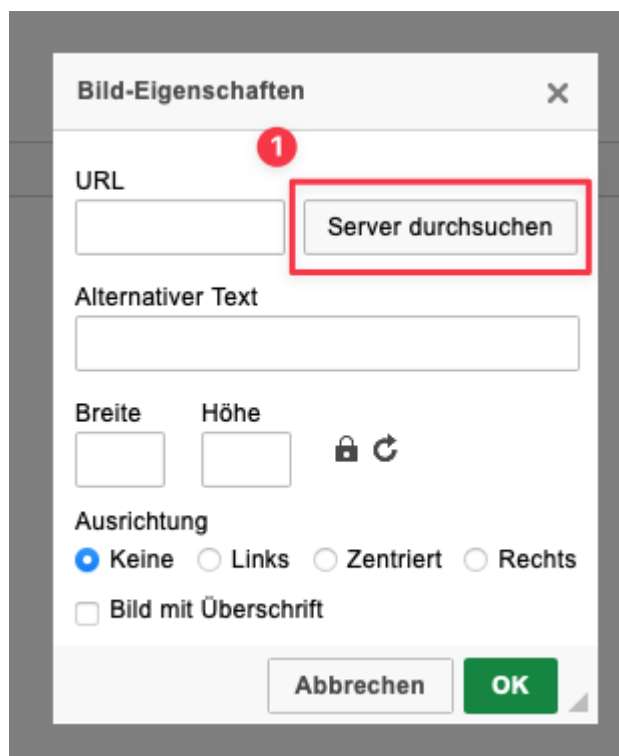 Bild-Eigenschaften
1
URL
Server durchsuchen
Alternativer Text
Breite Höhe
Ausrichtung
Keine Links Zentriert Rechts
Bild mit Überschrift
Abbrechen OK